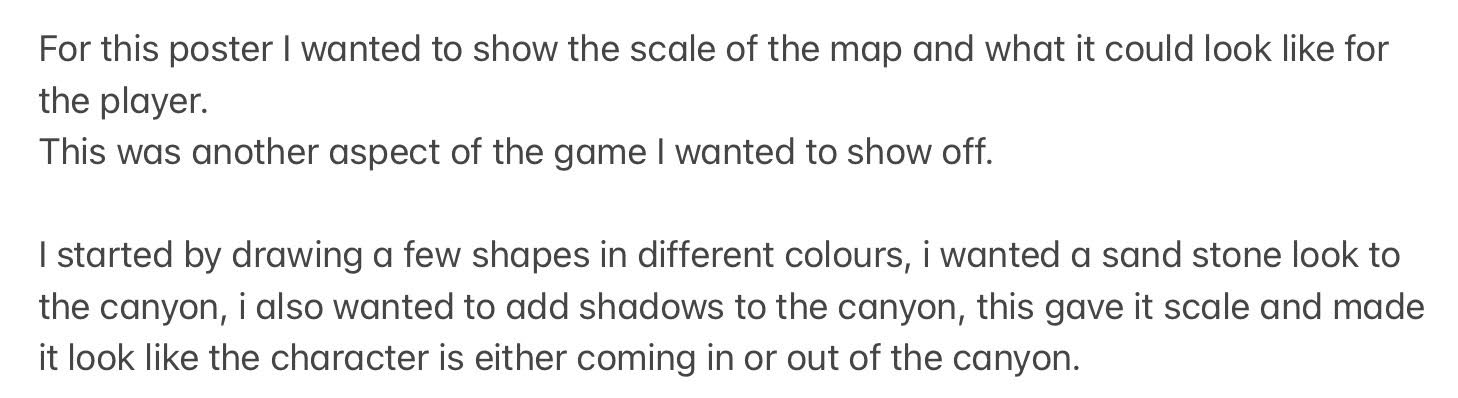 For this poster I wanted to show the scale of the map and what it could look like for
the player.
This was another aspect of the game I wanted to show off.
I started by drawing a few shapes in different colours, i wanted a sand stone look to
the canyon, i also wanted to add shadows to the canyon, this gave it scale and made
it look like the character is either coming in or out of the canyon.